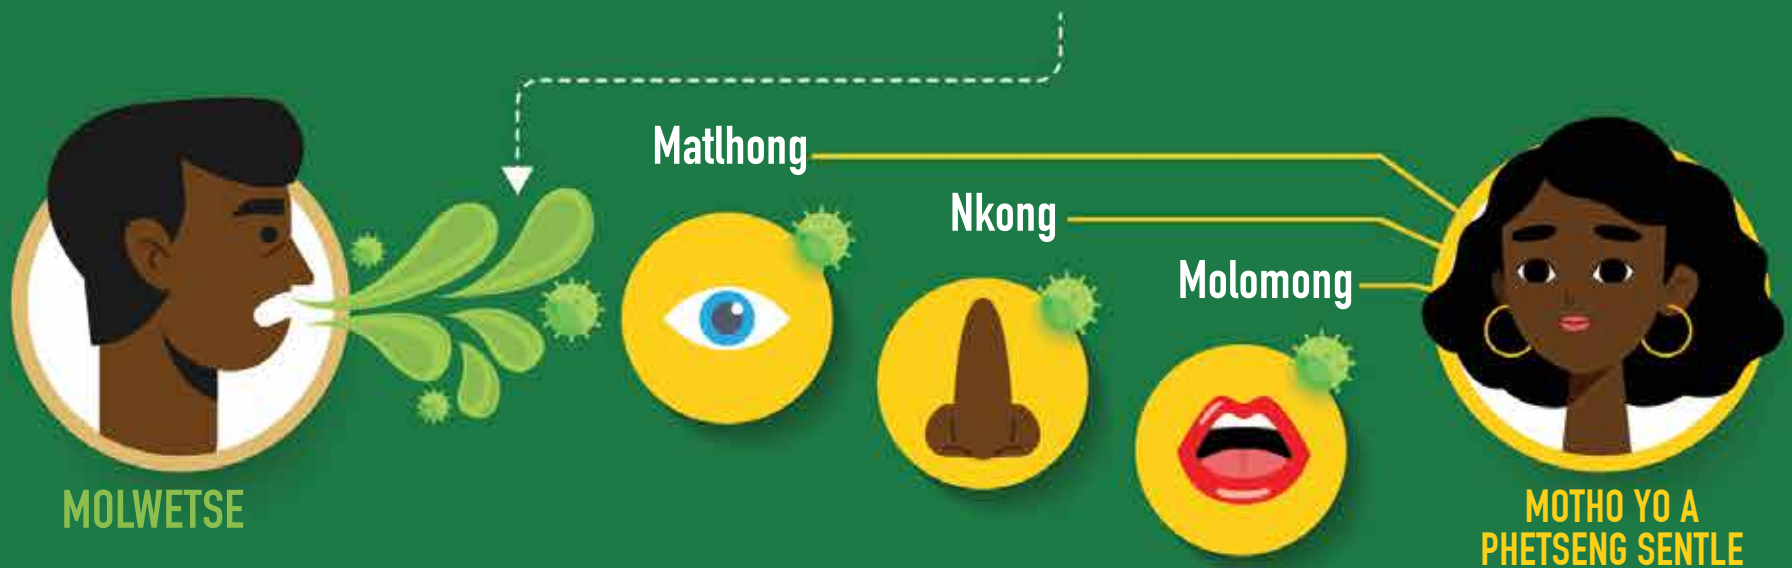 Matlhong
Nkong
Molomong
MOLWETSE
MOTHO YO A
PHETSENG SENTLE